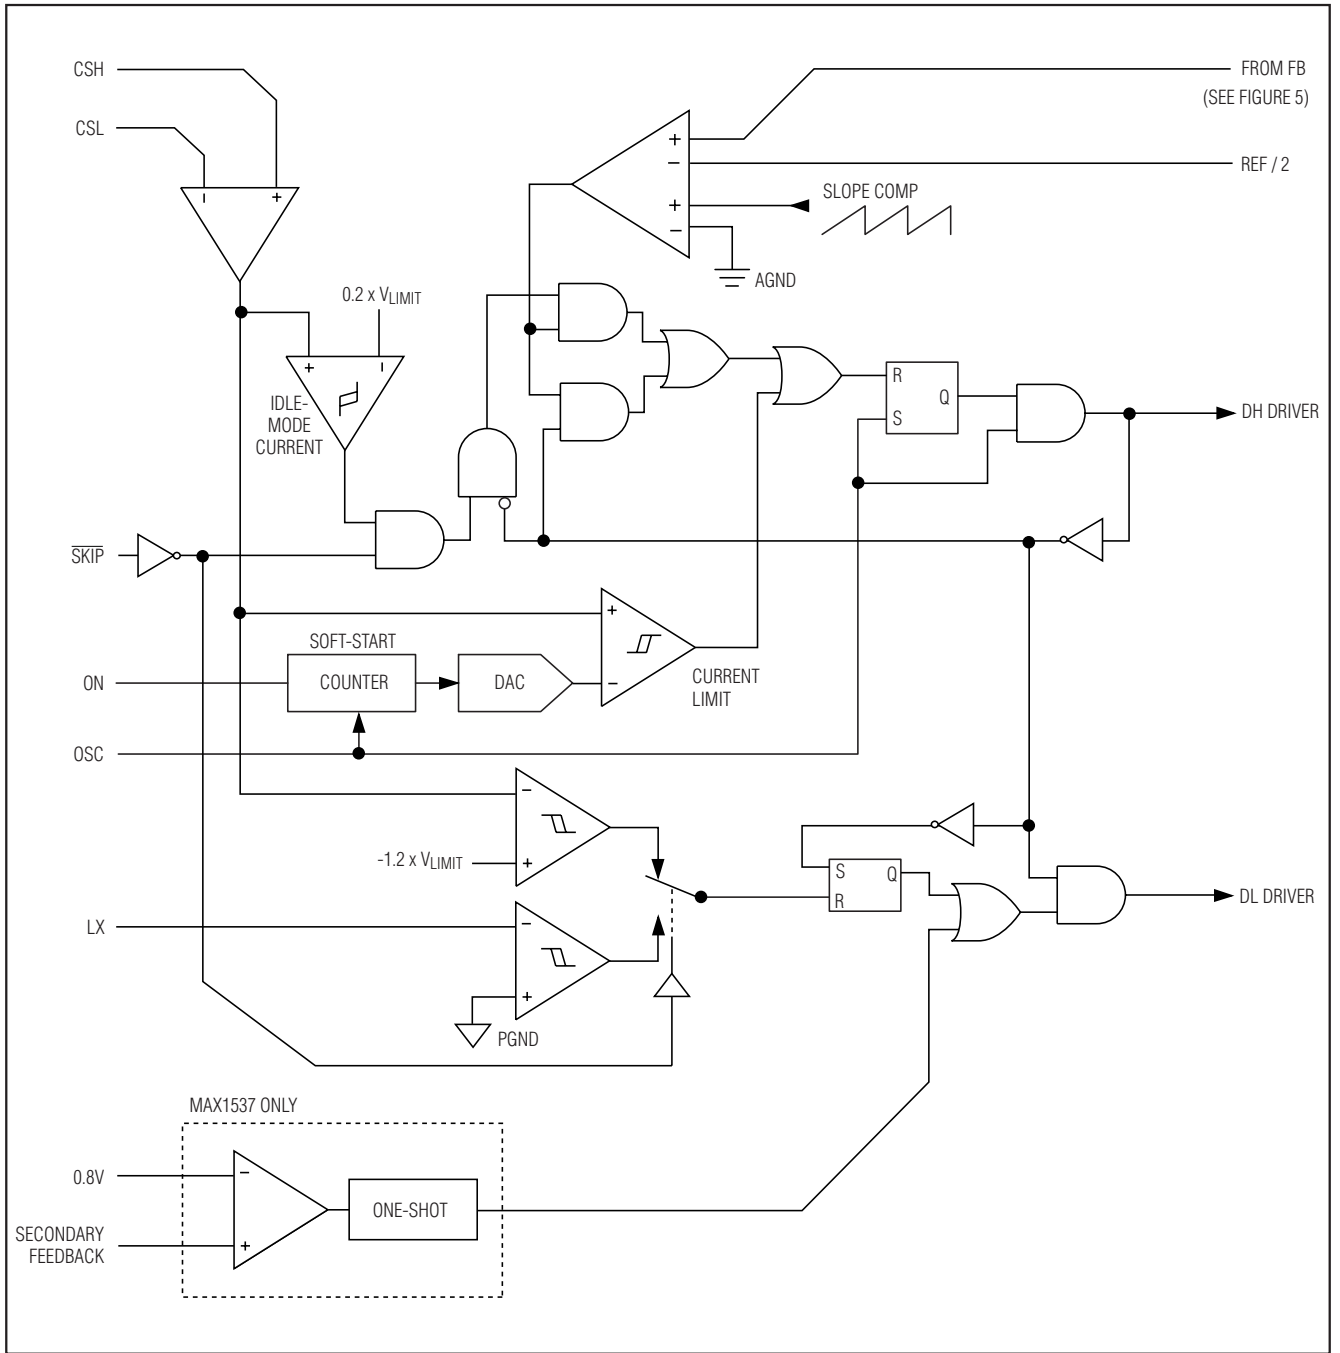 CSH
CSL
FROM FB
(SEE FIGURE 5)
REF / 2
+
−
+
−
SLOPE COMP
AGND
−
+
0.2 x VLIMIT
+
−
IDLE-
MODE
CURRENT
R
S
Q
DH DRIVER
SKIP
SOFT-START
ON
COUNTER
DAC
+
−
CURRENT
LIMIT
OSC
−
+
-1.2 x VLIMIT
S
R
Q
DL DRIVER
LX
−
+
PGND
MAX1537 ONLY
0.8V
−
+
ONE-SHOT
SECONDARY
FEEDBACK